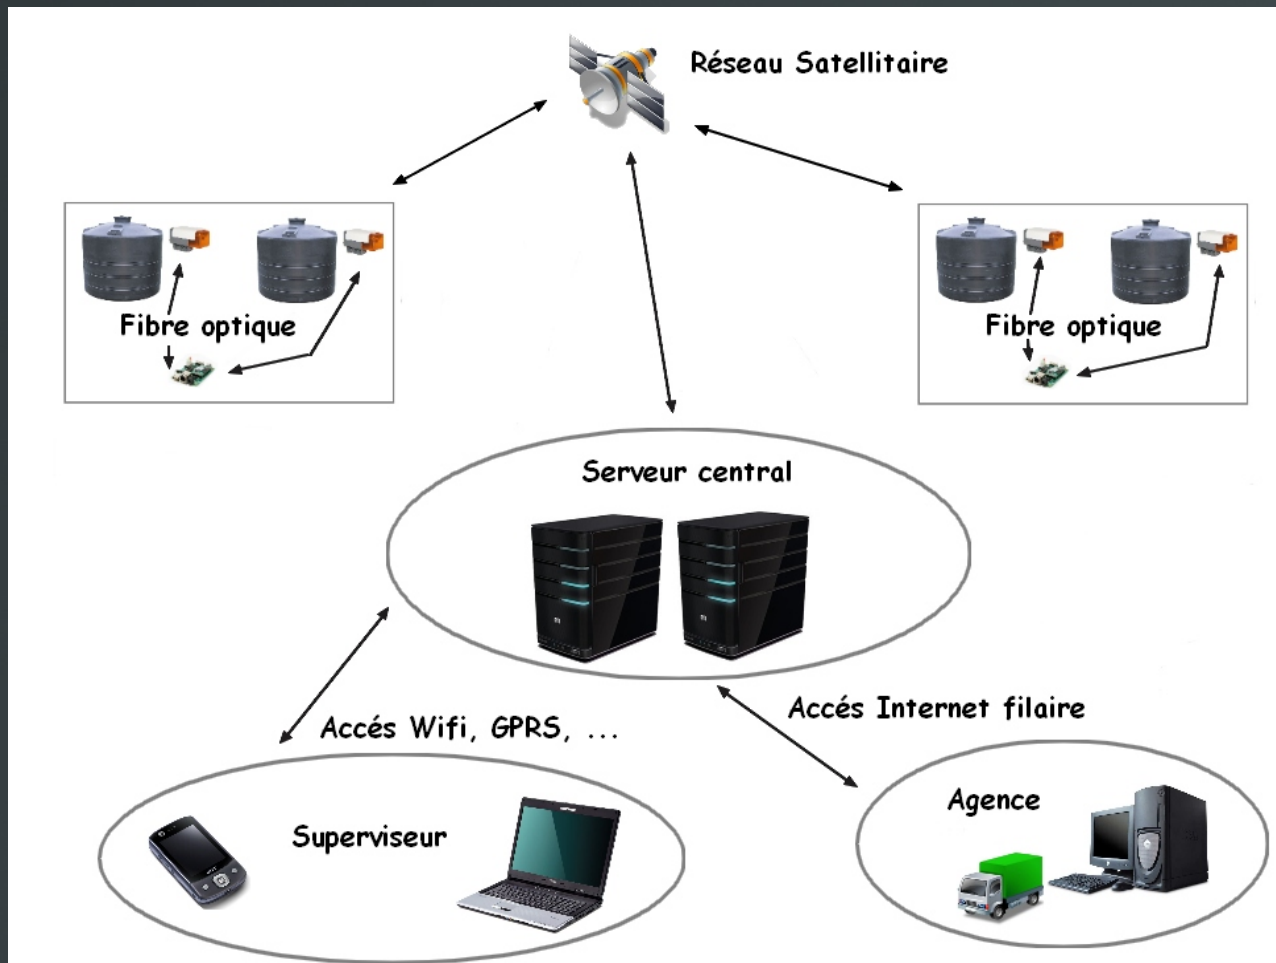 Réseau Satellitaire
Fibre optique
Fibre optique
Serveur central
Accés Wifi, GPRS, ...
Accés Internet filaire
Superviseur
Agence